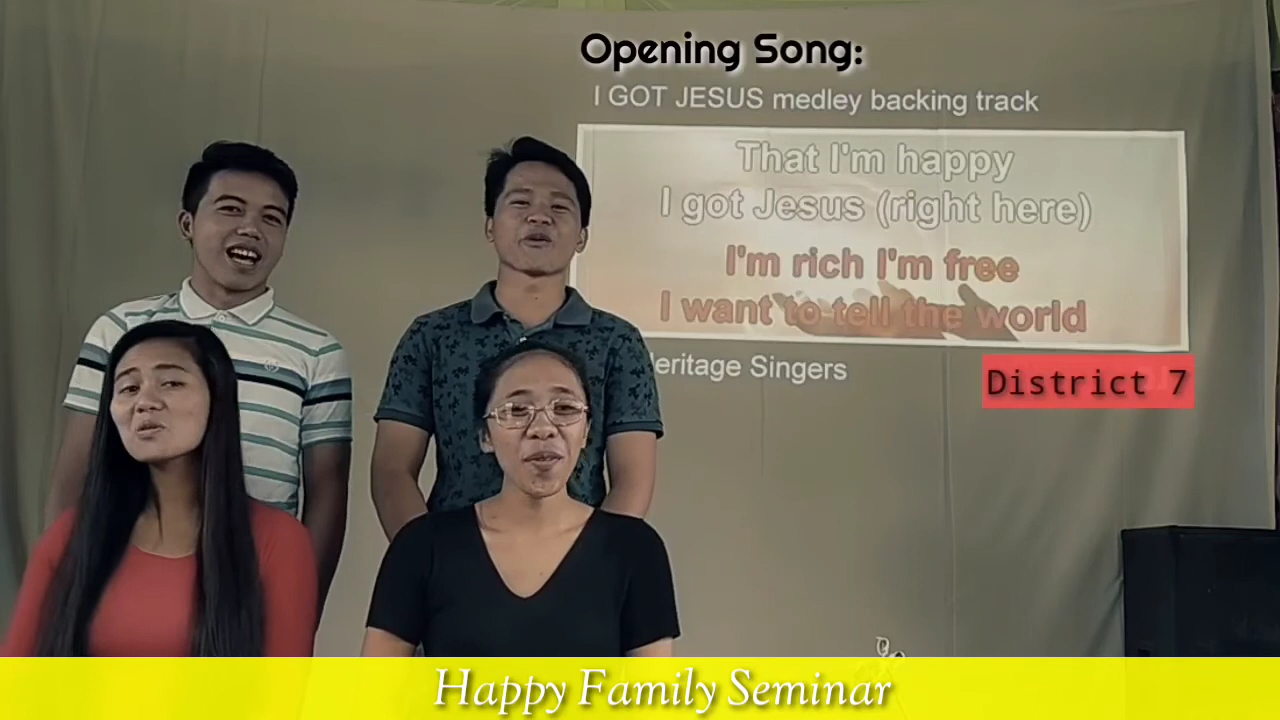 Opening Song:
I GOT JESUS medley backing track
That I'm happy
I got Jesus (right here)
I'm rich I'm free
I want to tell the world
Singers
District 7
Happy Family Seminar